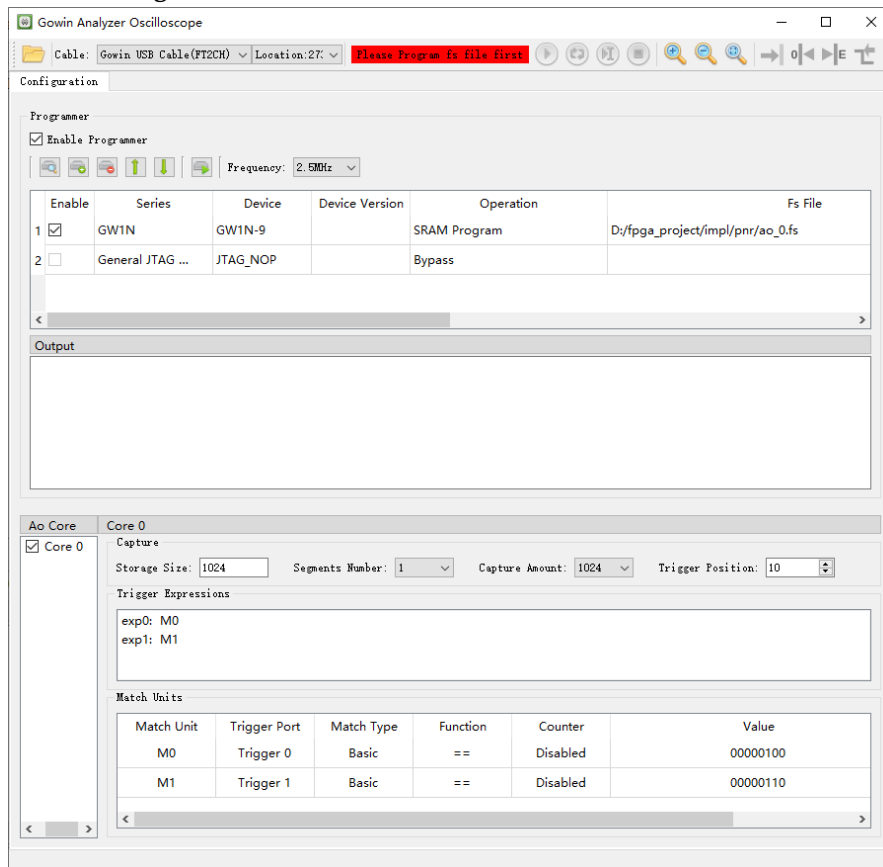 Gowin Analyzer Oscilloscope
Cable: Gowin USB Cable(FT2CH) Location:27: Please Program fs file first 0 E
Configuration
Programmer
Enable Programmer
Frequency: 2.5MHz
Enable Series Device Device Version Operation Fs File
1 GW1N GW1N-9 SRAM Program D:/fpga_project/impl/pnr/ao_0.fs
2 General JTAG ... JTAG_NOP Bypass
Output
Ao Core Core 0
Core 0 Capture
Storage Size: 1024 Segments Number: 1 Capture Amount: 1024 Trigger Position: 10
Trigger Expressions
exp0: M0
exp1: M1
Match Units
Match Unit Trigger Port Match Type Function Counter Value
M0 Trigger 0 Basic == Disabled 00000100
M1 Trigger 1 Basic == Disabled 00000110